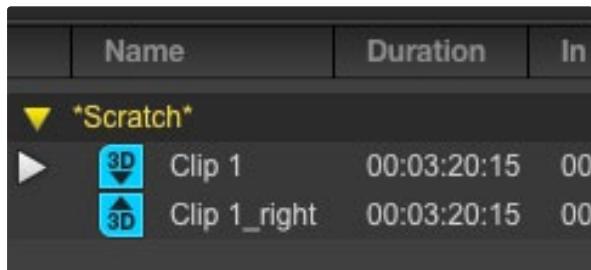 Name Duration In
*Scratch*
3D Clip 1 00:03:20:15 00
3D Clip 1_right 00:03:20:15 00